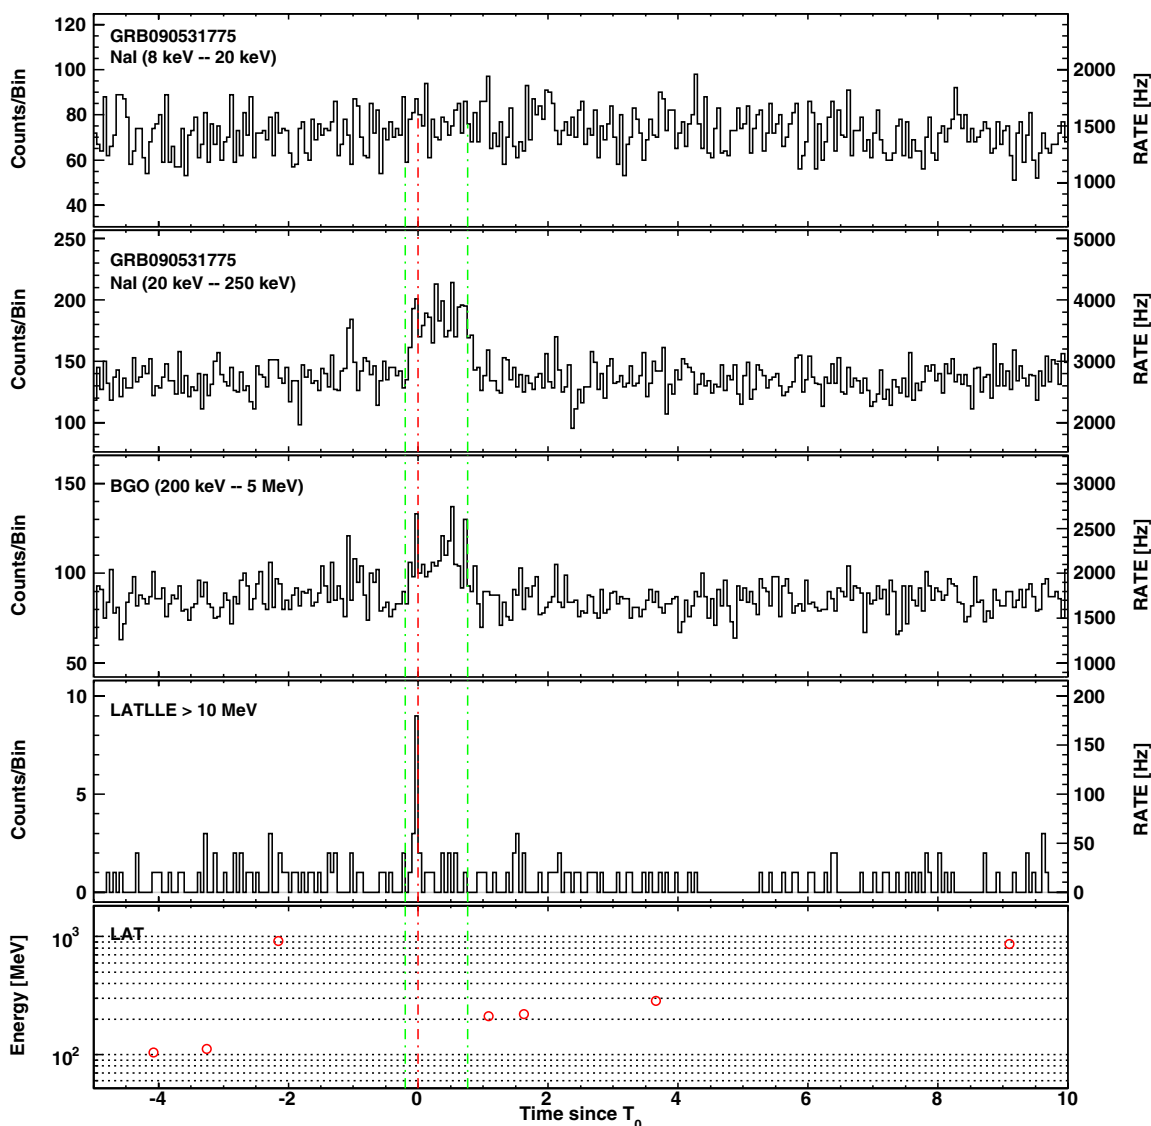 120
100
80
60
40
Counts/Bin
GRB090531775
NaI (8 keV -- 20 keV)
2000
1500
1000
RATE [Hz]
250
200
150
100
Counts/Bin
GRB090531775
NaI (20 keV -- 250 keV)
5000
4000
3000
2000
RATE [Hz]
150
100
50
Counts/Bin
BGO (200 keV -- 5 MeV)
3000
2500
2000
1500
1000
RATE [Hz]
10
5
0
Counts/Bin
LATLLE > 10 MeV
200
150
100
50
0
RATE [Hz]
10³
10²
Energy [MeV]
LAT
-4 -2 0 2 4 6 8 10
Time since T₀